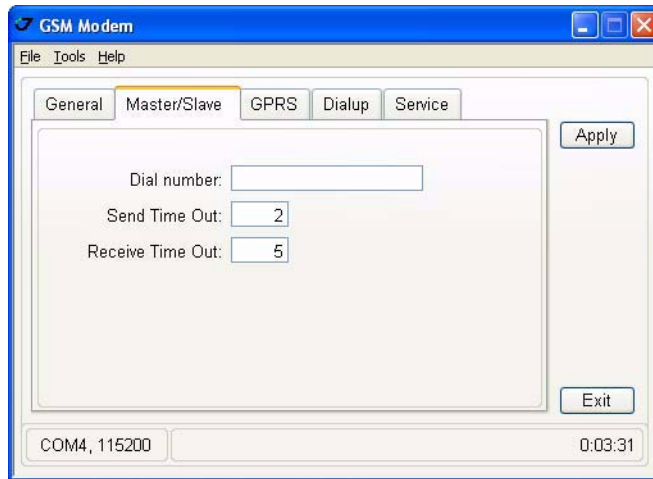 GSM Modem
File Tools Help
General Master/Slave GPRS Dialup Service
Apply
Dial number:
Send Time Out: 2
Receive Time Out: 5
Exit
COM4, 115200 0:03:31